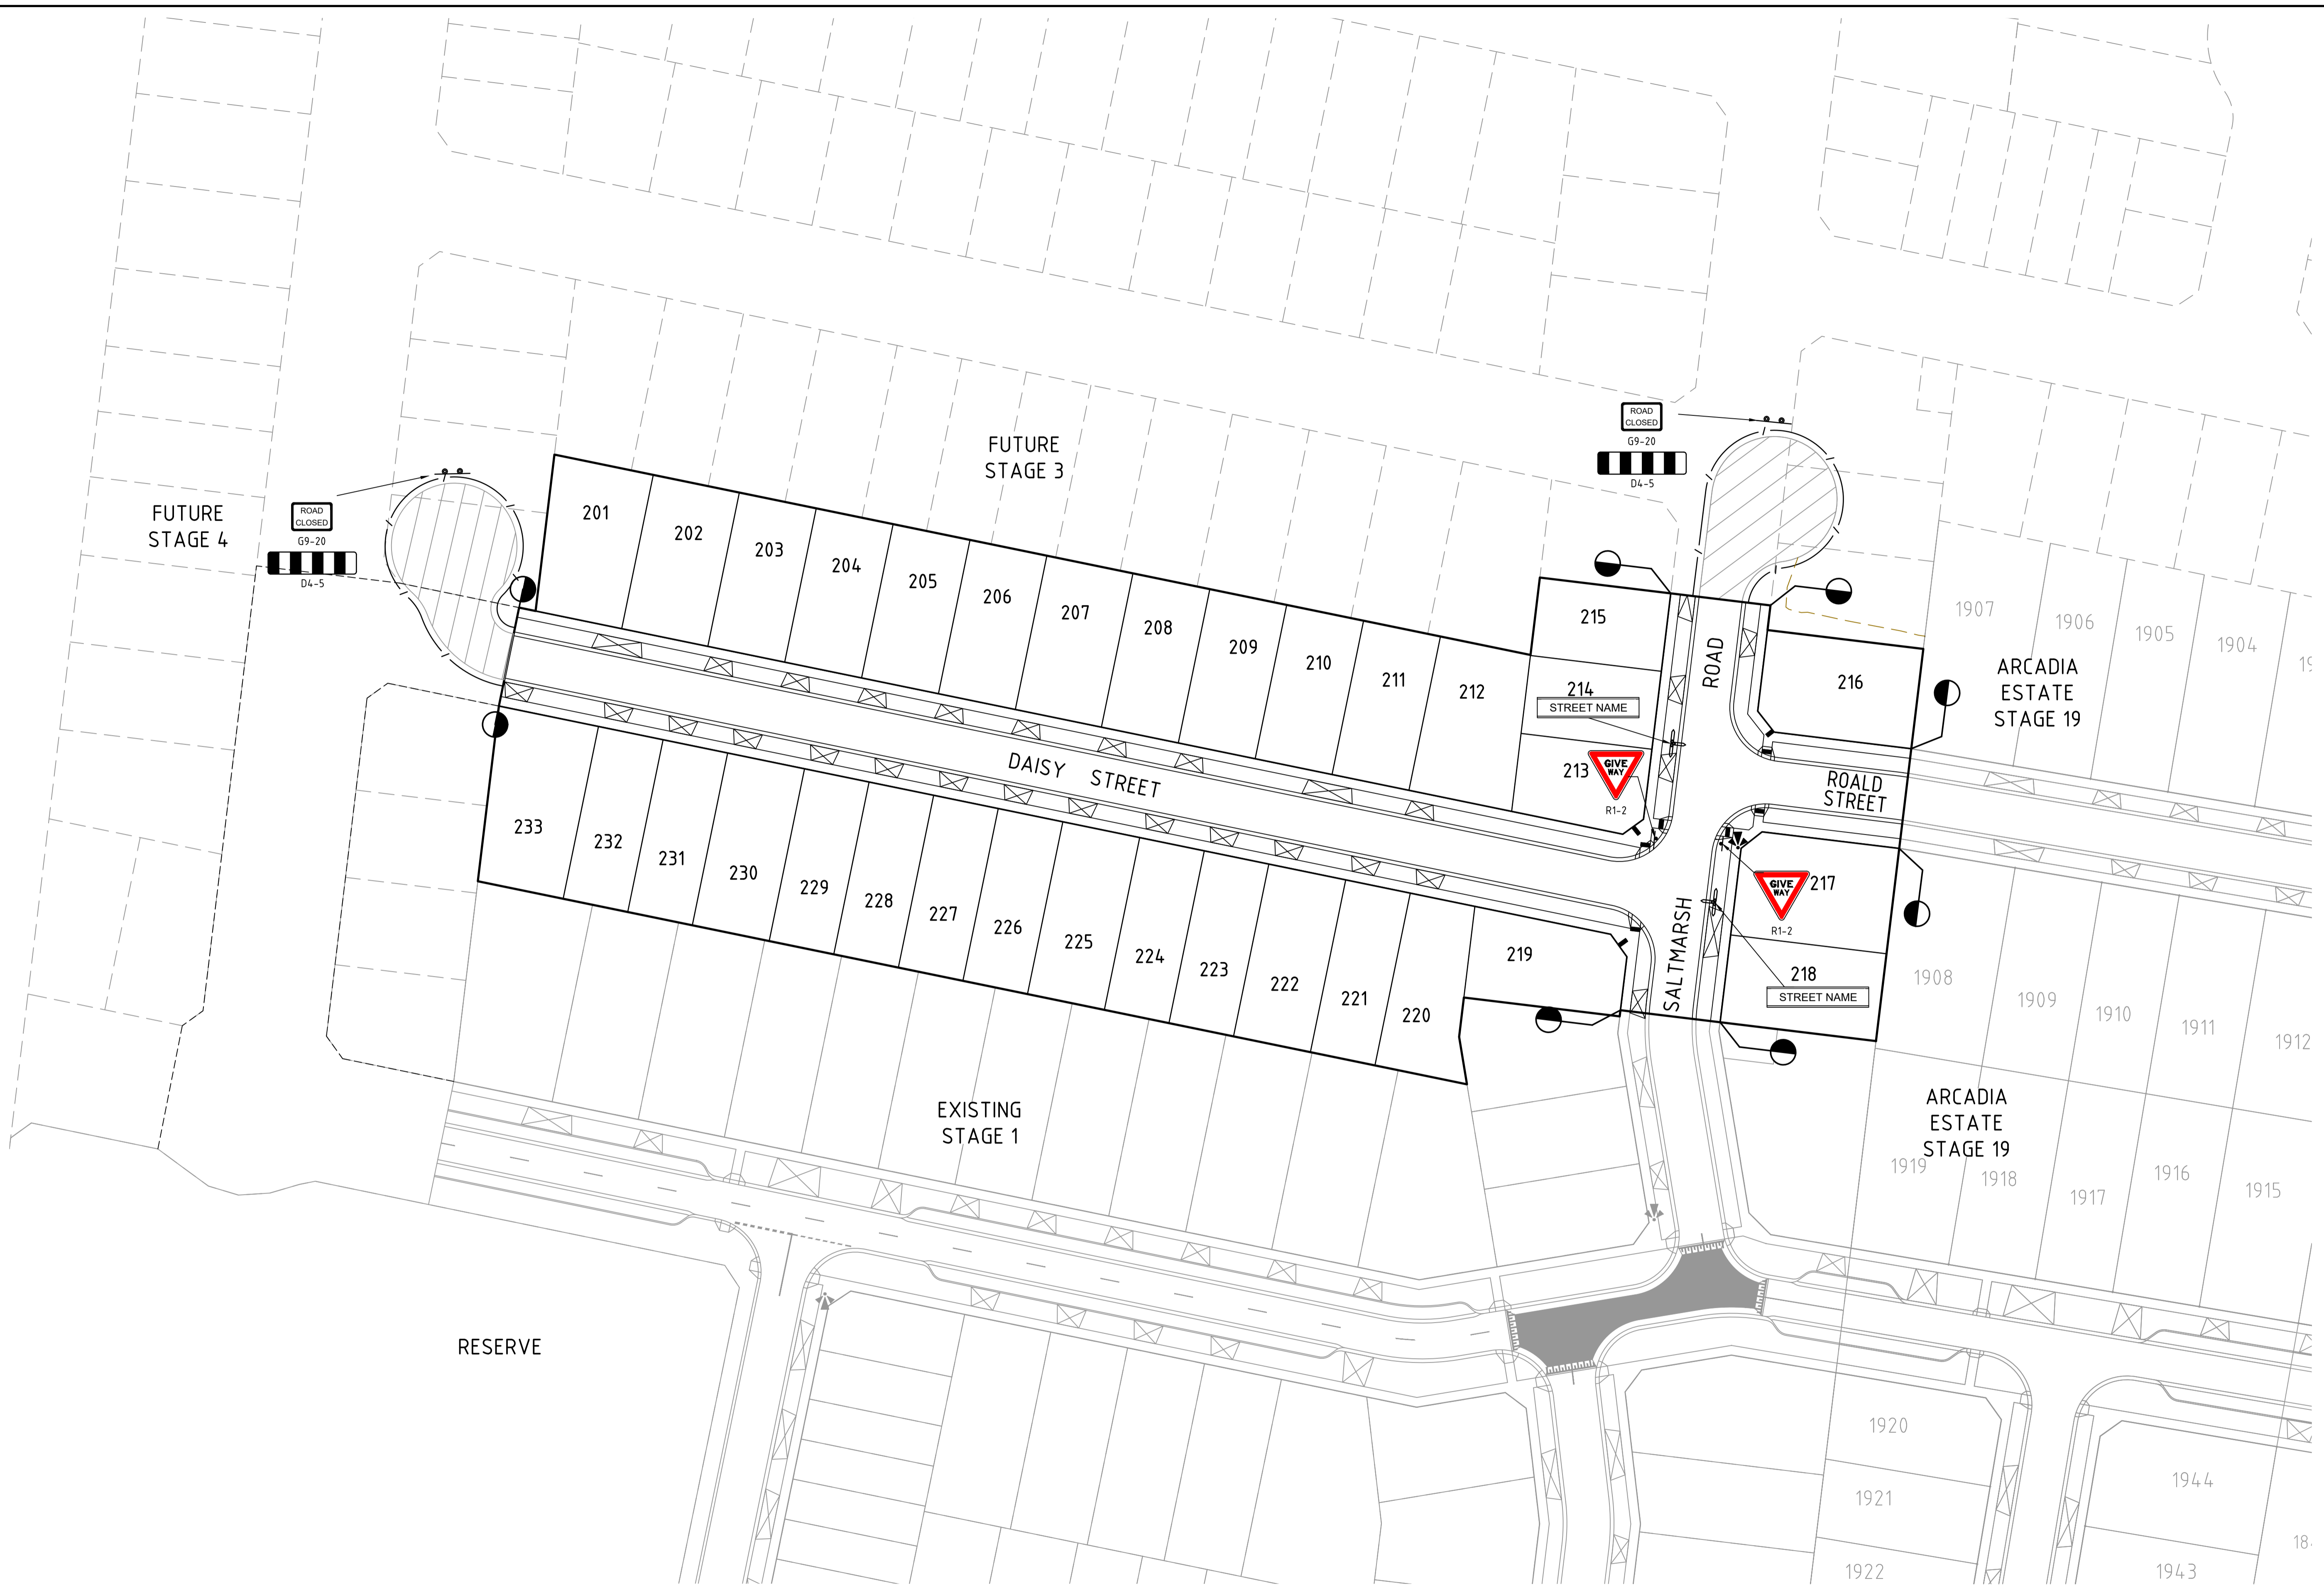 FUTURE
STAGE 4
ROAD
CLOSED
G9-20
D4-5
FUTURE
STAGE 3
ROAD
CLOSED
G9-20
D4-5
201
202
203
204
205
206
207
208
209
210
211
212
215
214
STREET NAME
213
GIVE
WAY
R1-2
ROAD
216
ROALD
STREET
ARCADIA
ESTATE
STAGE 19
1907
1906
1905
1904
DAISY STREET
233
232
231
230
229
228
227
226
225
224
223
222
221
220
219
SALTMARSH
GIVE
WAY
217
R1-2
218
STREET NAME
1908
1909
1910
1911
1912
EXISTING
STAGE 1
ARCADIA
ESTATE
STAGE 19
1919
1918
1917
1916
1915
RESERVE
1920
1921
1922
1944
1943